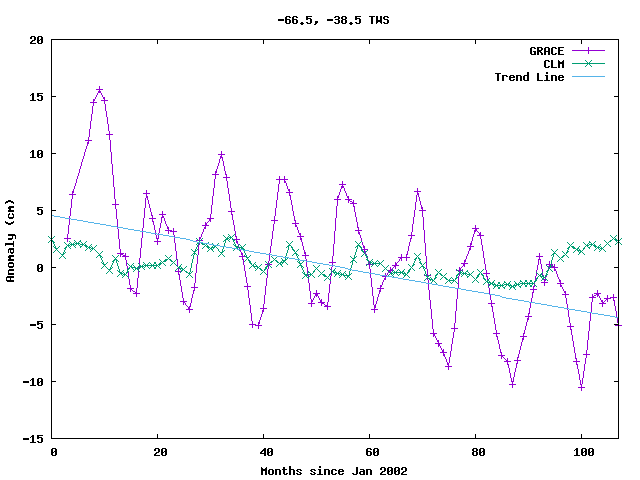 -66.5, -38.5 TWS
GRACE
CLM
Trend Line
20
15
10
5
0
-5
-10
-15
Anomaly (cm)
0 20 40 60 80 100
Months since Jan 2002